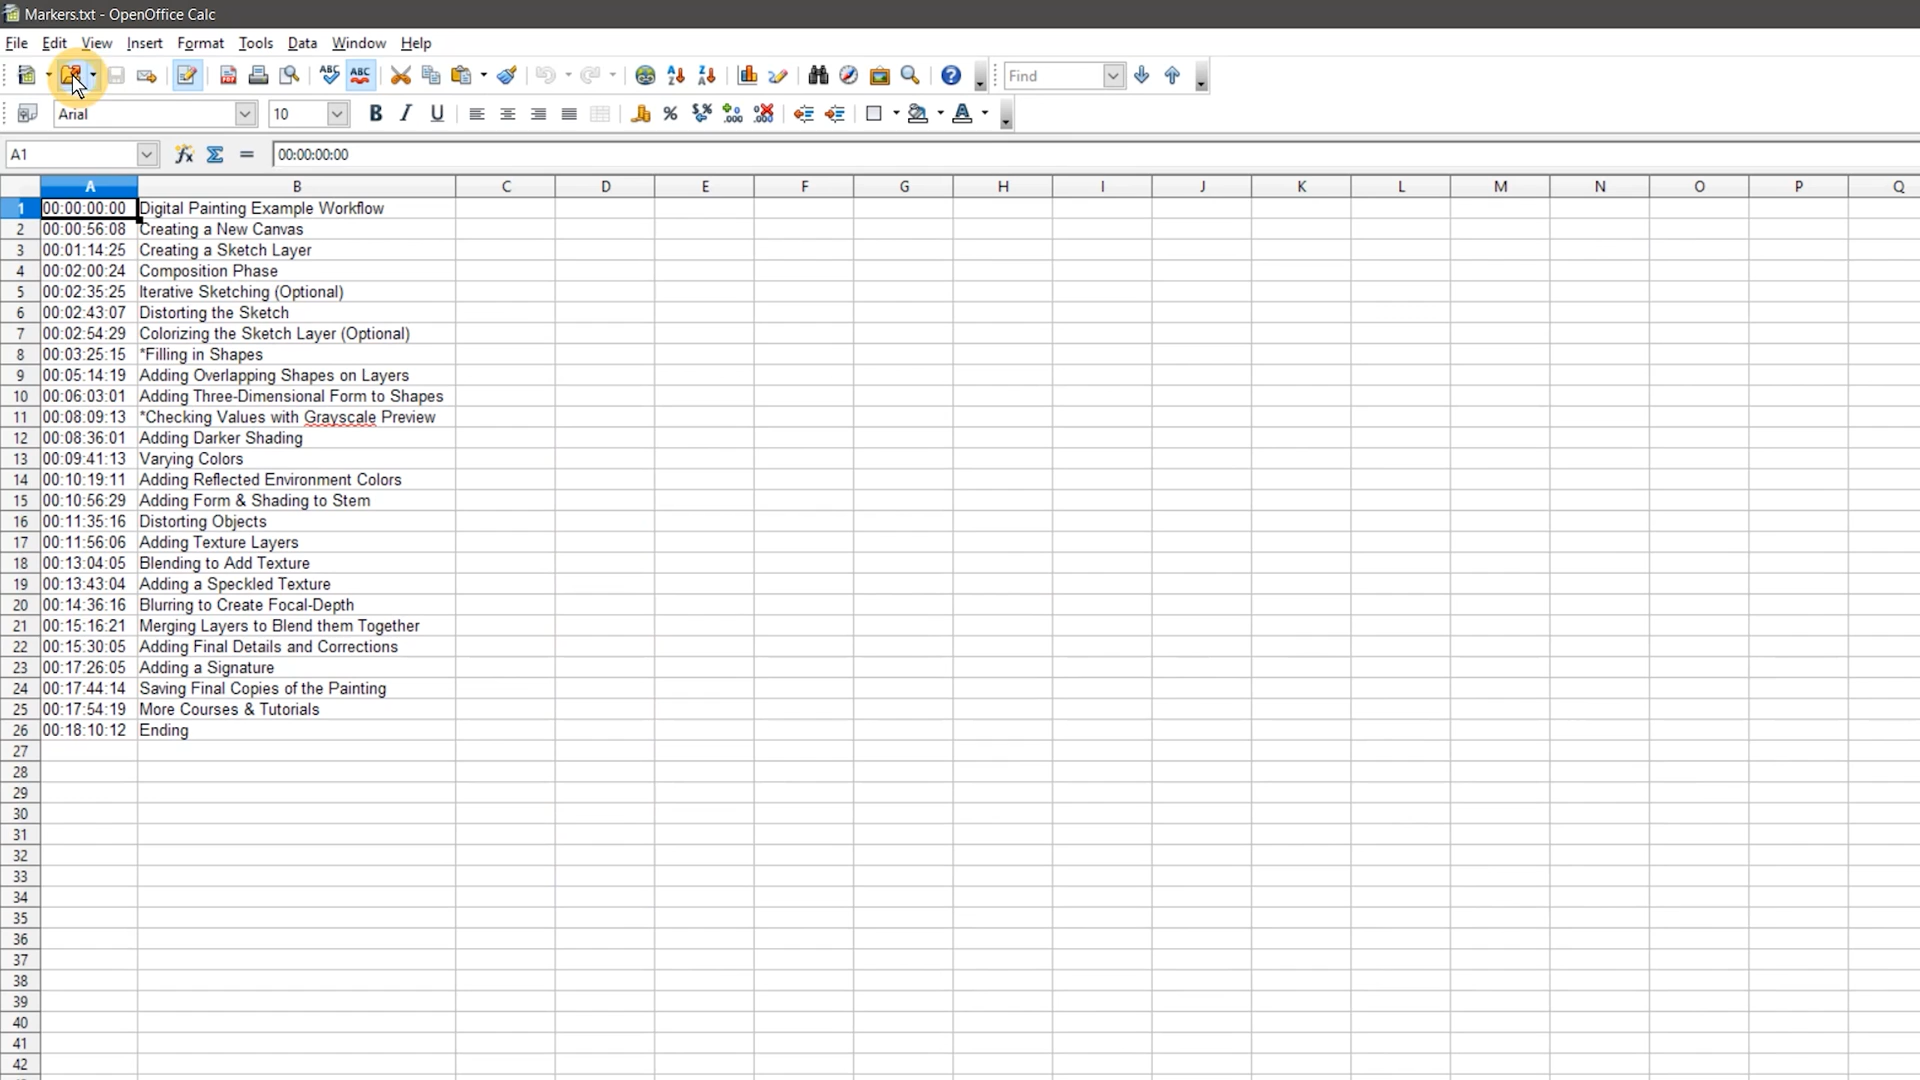 Markers.txt - OpenOffice Calc
File Edit View Insert Format Tools Data Window Help
ABC ABC Find
Arial 10 B I U
A1 00:00:00:00
A B C D E F G H I J K L M N O P Q
1 00:00:00:00 Digital Painting Example Workflow
2 00:00:56:08 Creating a New Canvas
3 00:01:14:25 Creating a Sketch Layer
4 00:02:00:24 Composition Phase
5 00:02:35:25 Iterative Sketching (Optional)
6 00:02:43:07 Distorting the Sketch
7 00:02:54:29 Colorizing the Sketch Layer (Optional)
8 00:03:25:15 *Filling in Shapes
9 00:05:14:19 Adding Overlapping Shapes on Layers
10 00:06:03:01 Adding Three-Dimensional Form to Shapes
11 00:08:09:13 *Checking Values with Grayscale Preview
12 00:08:36:01 Adding Darker Shading
13 00:09:41:13 Varying Colors
14 00:10:19:11 Adding Reflected Environment Colors
15 00:10:56:29 Adding Form & Shading to Stem
16 00:11:35:16 Distorting Objects
17 00:11:56:06 Adding Texture Layers
18 00:13:04:05 Blending to Add Texture
19 00:13:43:04 Adding a Speckled Texture
20 00:14:36:16 Blurring to Create Focal-Depth
21 00:15:16:21 Merging Layers to Blend them Together
22 00:15:30:05 Adding Final Details and Corrections
23 00:17:26:05 Adding a Signature
24 00:17:44:14 Saving Final Copies of the Painting
25 00:17:54:19 More Courses & Tutorials
26 00:18:10:12 Ending
27
28
29
30
31
32
33
34
35
36
37
38
39
40
41
42